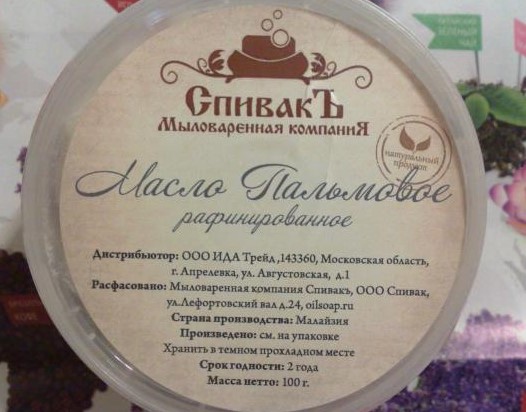 СпивакЪ
Мыловаренная компаниЯ
натуральный
продукт
Масло Пальмовое
рафинированное
Дистрибьютор: ООО ИДА Трейд ,143360, Московская область,
г. Апрелевка, ул. Августовская, д.1
Расфасовано: Мыловаренная компания Спивакъ, ООО Спивак,
ул.Лефортовский вал д.24, oilsoap.ru
Страна производства: Малайзия
Произведено: см. на упаковке
Хранить в темном прохладном месте
Срок годности: 2 года
Масса нетто: 100 г.